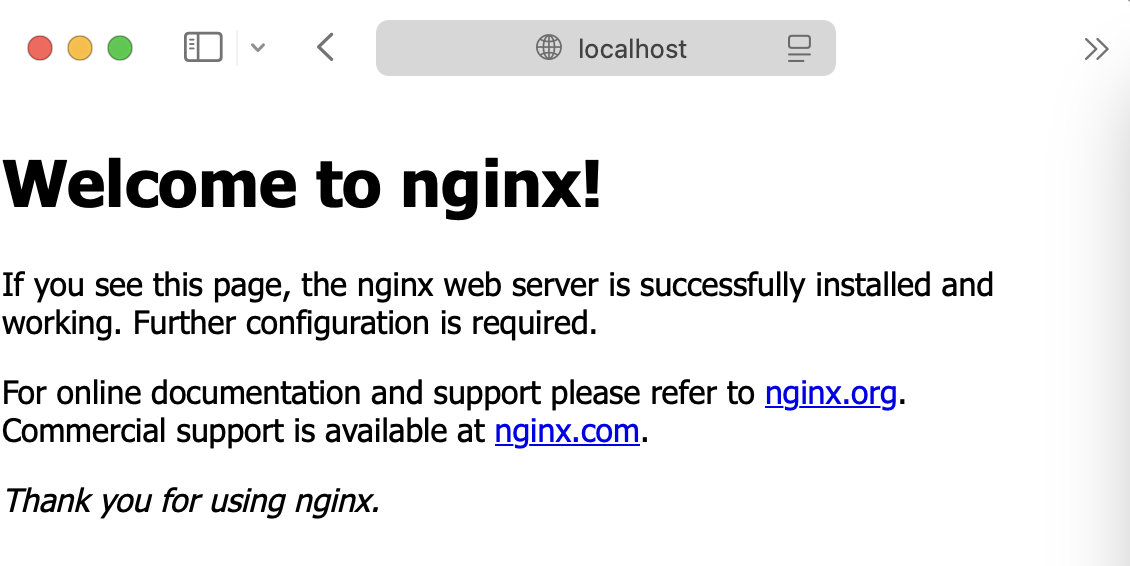 localhost
Welcome to nginx!
If you see this page, the nginx web server is successfully installed and
working. Further configuration is required.
For online documentation and support please refer to nginx.org.
Commercial support is available at nginx.com.
Thank you for using nginx.